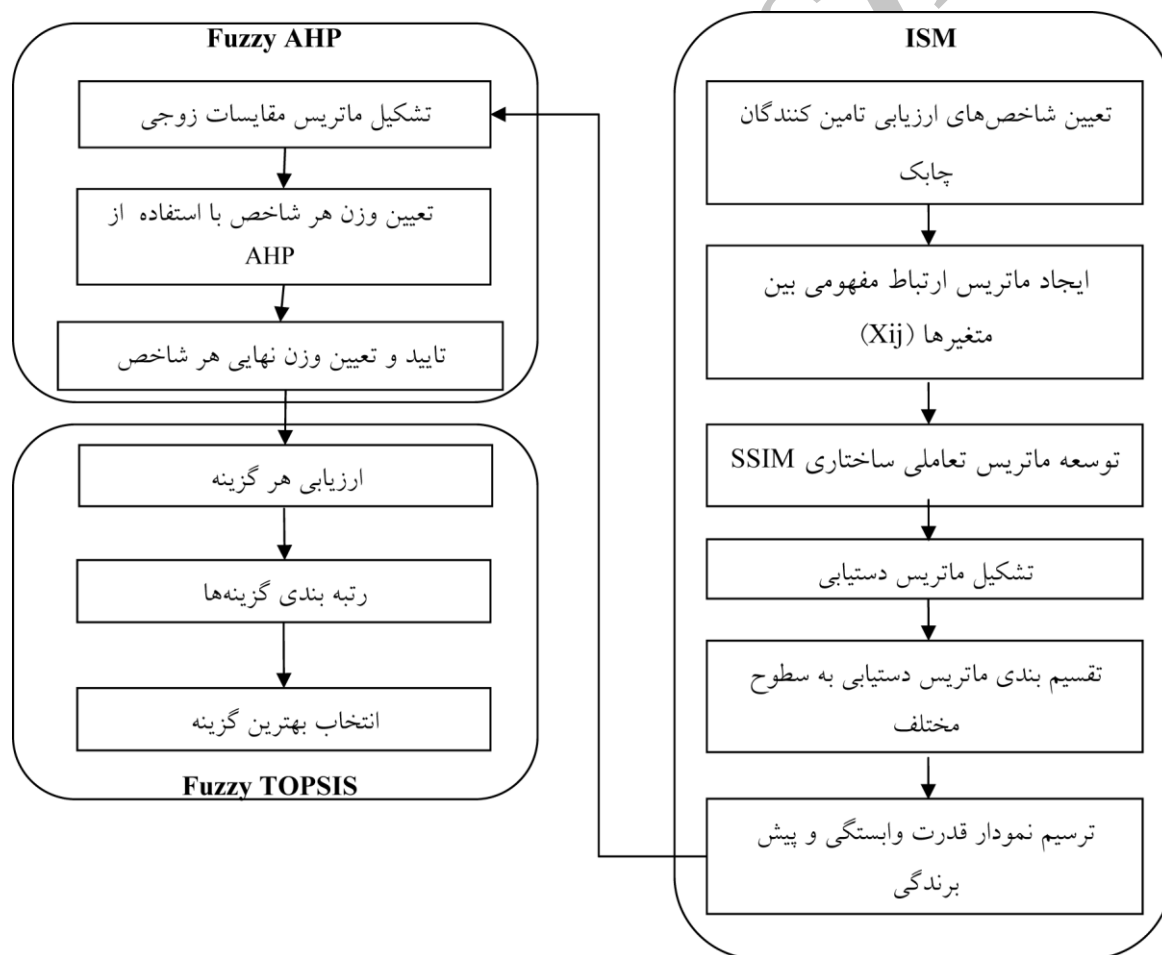 ISM
تعیین شاخص‌های ارزیابی تامین کنندگان
چابک
ایجاد ماتریس ارتباط مفهومی بین
متغیرها (Xij)
توسعه ماتریس تعاملی ساختاری SSIM
تشکیل ماتریس دستیابی
تقسیم بندی ماتریس دستیابی به سطوح
مختلف
ترسیم نمودار قدرت وابستگی و پیش
برندگی
Fuzzy AHP
تشکیل ماتریس مقایسات زوجی
تعیین وزن هر شاخص با استفاده از
AHP
تایید و تعیین وزن نهایی هر شاخص
ارزیابی هر گزینه
رتبه بندی گزینه‌ها
انتخاب بهترین گزینه
Fuzzy TOPSIS